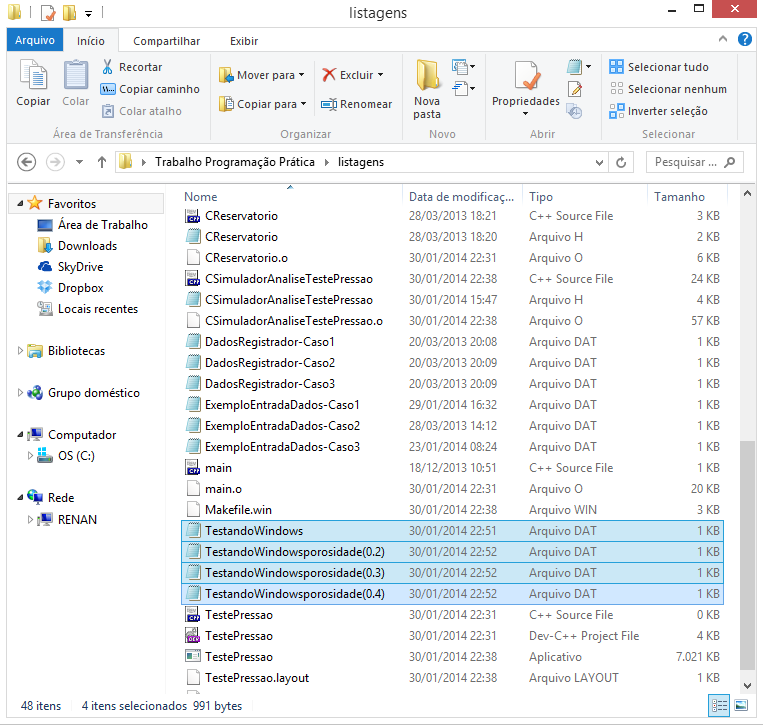 listagens
Arquivo Início Compartilhar Exibir
Copiar
Colar
Recortar
Copiar caminho
Colar atalho
Área de Transferência
Mover para
Copiar para
Excluir
Renomear
Organizar
Nova
pasta
Novo
Propriedades
Abrir
Selecionar tudo
Selecionar nenhum
Inverter seleção
Selecionar
Trabalho Programação Prática listagens
Pesquisar ...
Favoritos
Área de Trabalho
Downloads
SkyDrive
Dropbox
Locais recentes
Bibliotecas
Grupo doméstico
Computador
OS (C:)
Rede
RENAN
Nome Data de modificaç... Tipo Tamanho
CReservatorio 28/03/2013 18:21 C++ Source File 3 KB
CReservatorio 28/03/2013 18:20 Arquivo H 2 KB
CReservatorio.o 30/01/2014 22:31 Arquivo O 6 KB
CSimuladorAnaliseTestePressao 30/01/2014 22:38 C++ Source File 24 KB
CSimuladorAnaliseTestePressao 30/01/2014 15:47 Arquivo H 4 KB
CSimuladorAnaliseTestePressao.o 30/01/2014 22:38 Arquivo O 57 KB
DadosRegistrador-Caso1 20/03/2013 20:08 Arquivo DAT 1 KB
DadosRegistrador-Caso2 20/03/2013 20:09 Arquivo DAT 1 KB
DadosRegistrador-Caso3 20/03/2013 20:09 Arquivo DAT 1 KB
ExemploEntradaDados-Caso1 29/01/2014 16:32 Arquivo DAT 1 KB
ExemploEntradaDados-Caso2 28/03/2013 14:12 Arquivo DAT 1 KB
ExemploEntradaDados-Caso3 23/01/2014 08:24 Arquivo DAT 1 KB
main 18/12/2013 10:51 C++ Source File 1 KB
main.o 30/01/2014 22:31 Arquivo O 20 KB
Makefile.win 30/01/2014 22:38 Arquivo WIN 3 KB
TestandoWindows 30/01/2014 22:51 Arquivo DAT 1 KB
TestandoWindowsporosidade(0.2) 30/01/2014 22:52 Arquivo DAT 1 KB
TestandoWindowsporosidade(0.3) 30/01/2014 22:52 Arquivo DAT 1 KB
TestandoWindowsporosidade(0.4) 30/01/2014 22:52 Arquivo DAT 1 KB
TestePressao 30/01/2014 22:31 C++ Source File 0 KB
TestePressao 30/01/2014 22:31 Dev-C++ Project File 4 KB
TestePressao 30/01/2014 22:38 Aplicativo 7.021 KB
TestePressao.layout 30/01/2014 22:38 Arquivo LAYOUT 1 KB
48 itens 4 itens selecionados 991 bytes